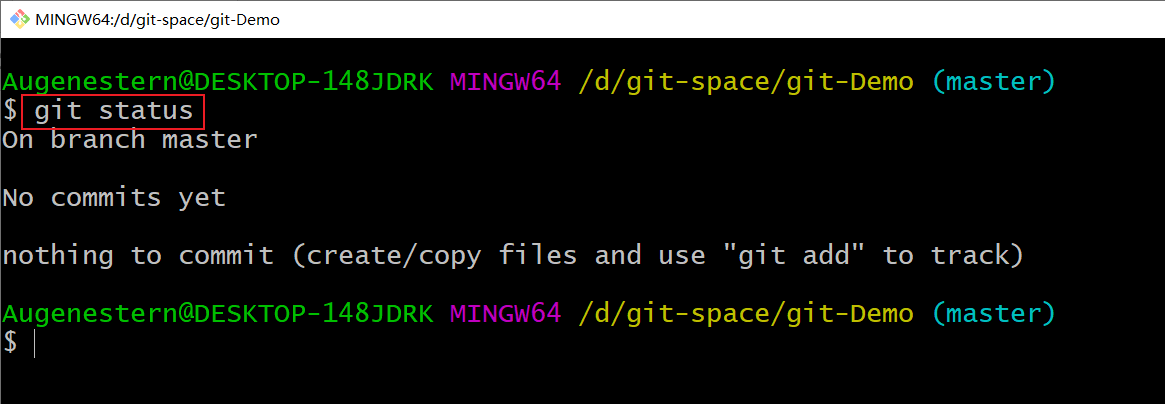 MINGW64:/d/git-space/git-Demo
Augenestern@DESKTOP-148JDRK MINGW64 /d/git-space/git-Demo (master)
$ git status
On branch master
No commits yet
nothing to commit (create/copy files and use "git add" to track)
Augenestern@DESKTOP-148JDRK MINGW64 /d/git-space/git-Demo (master)
$